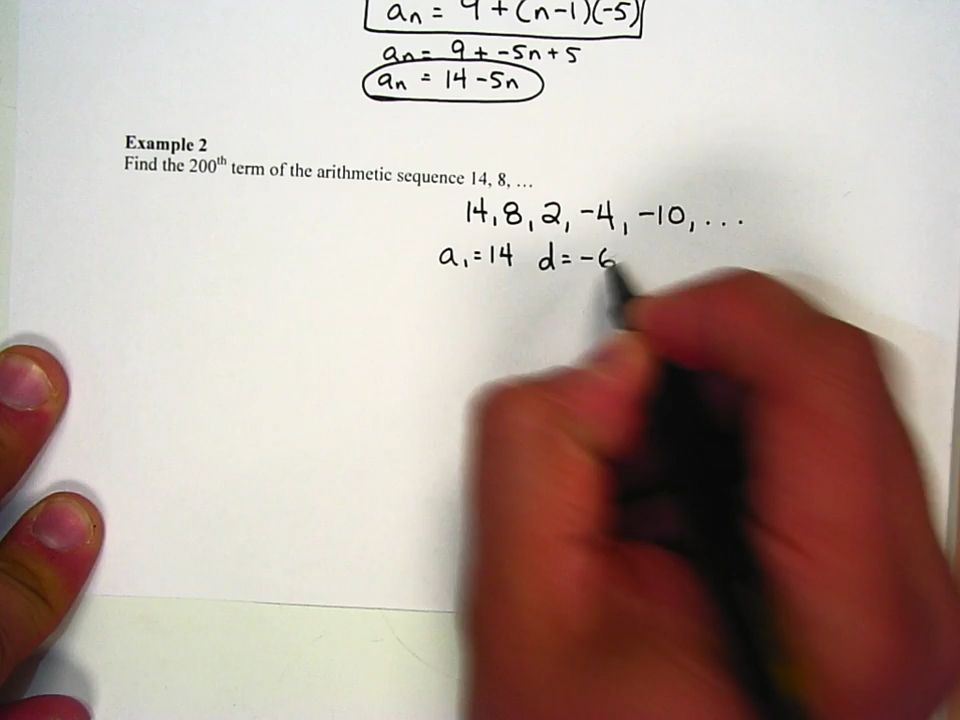 an = 9 + (n-1)(-5)
an = 9 + -5n + 5
an = 14 - 5n
Example 2
Find the 200th term of the arithmetic sequence 14, 8, …
14, 8, 2, -4, -10, ...
a1 = 14 d = -6